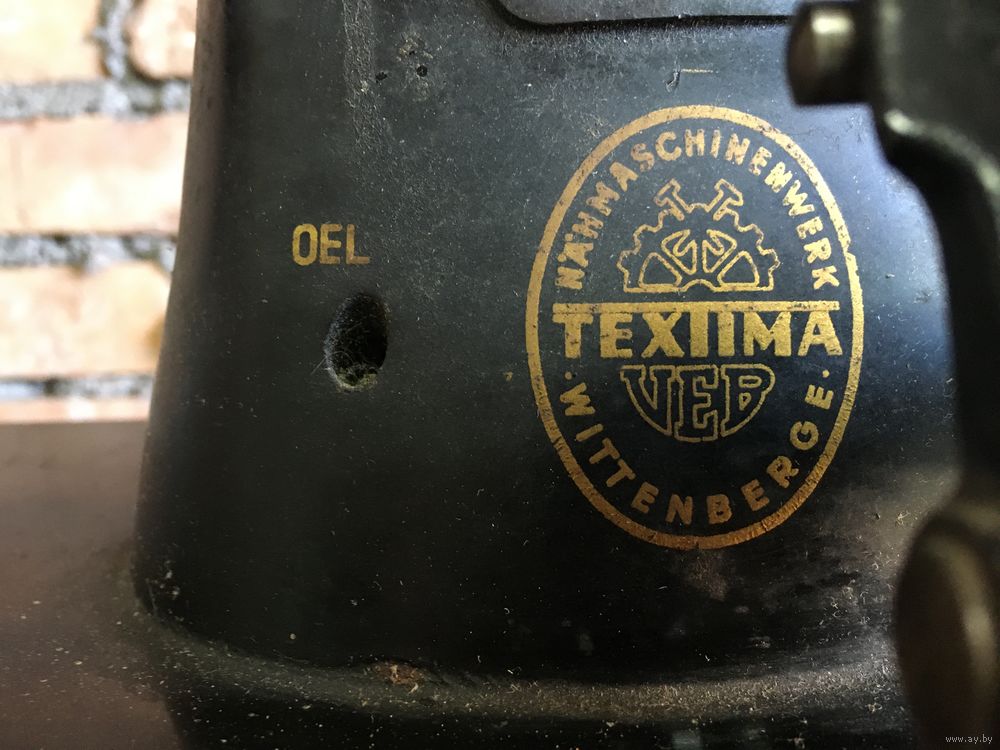 OEL
NÄHMASCHINENWERK
TEXTIMA
VEB
· WITTENBERGE ·
www.ay.by